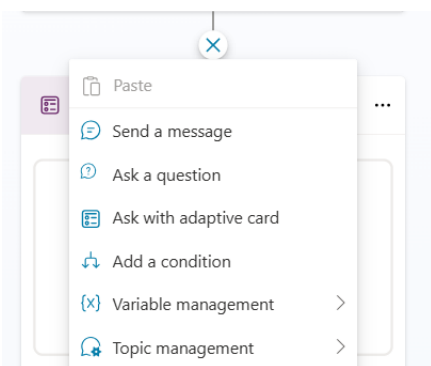 Paste
Send a message
Ask a question
Ask with adaptive card
Add a condition
{x} Variable management
Topic management